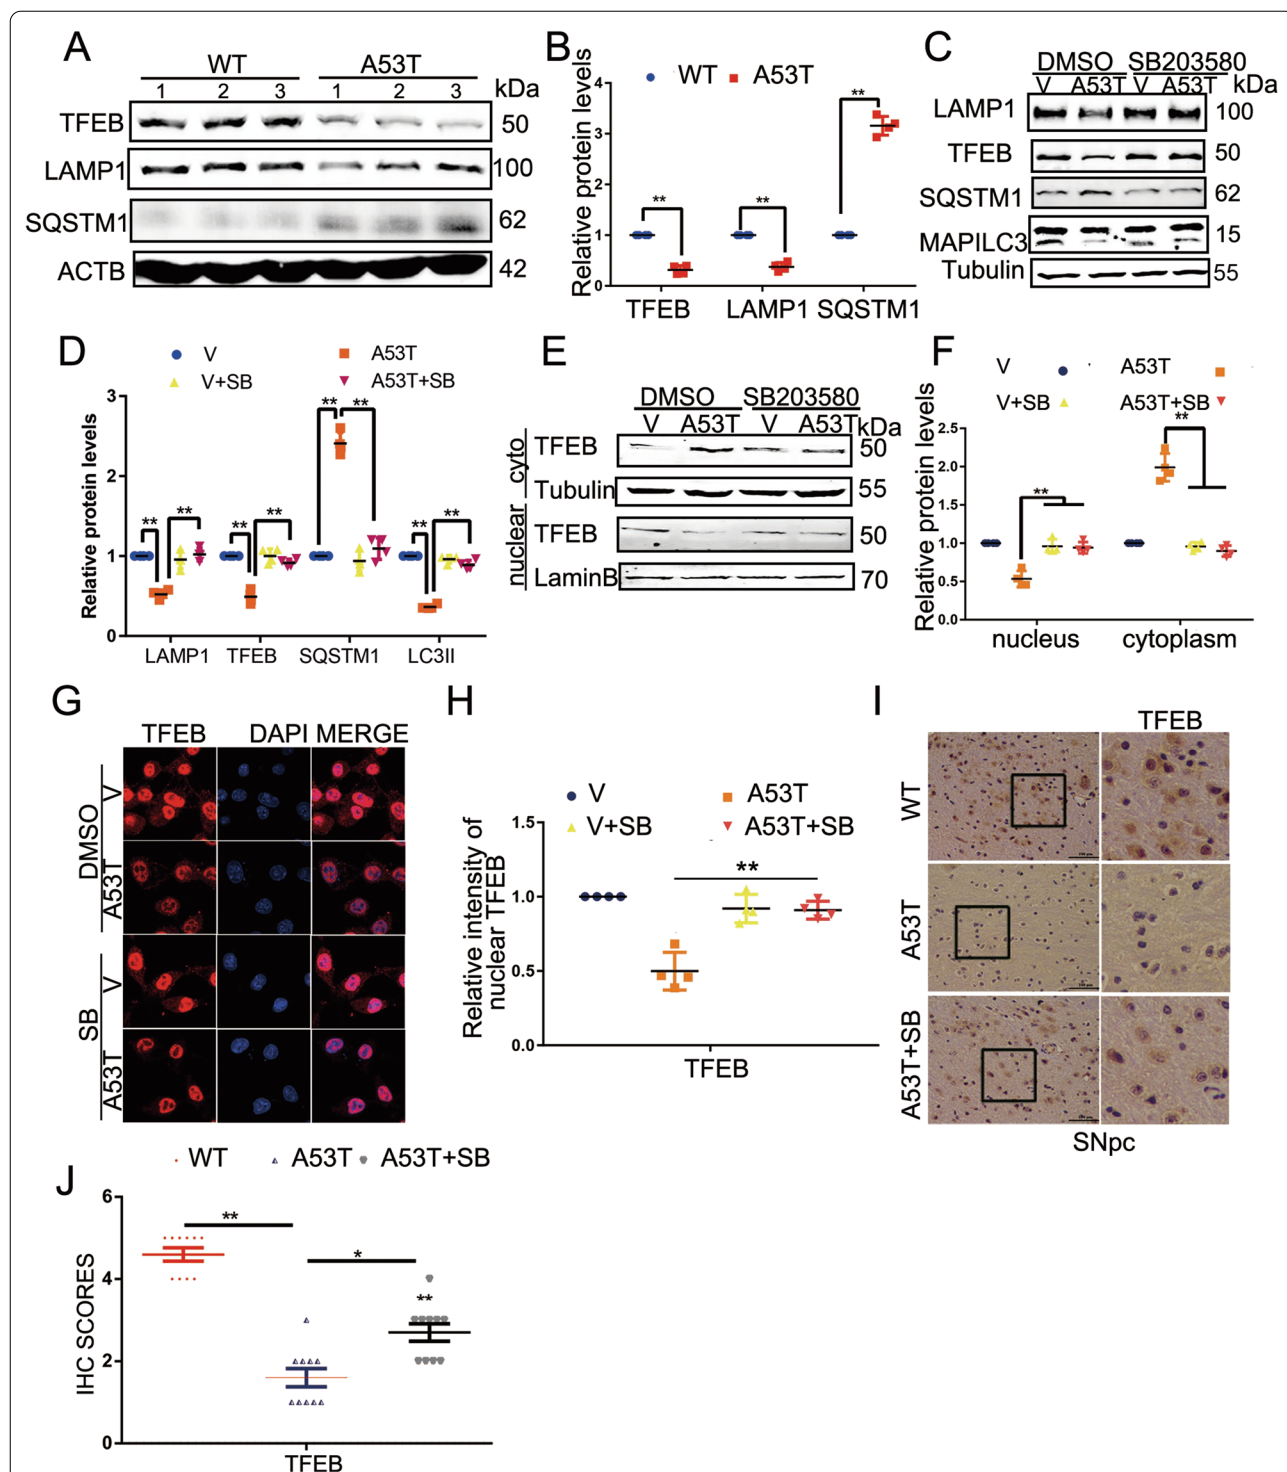 A
WT A53T
1 2 3 1 2 3 kDa
TFEB 50
LAMP1 100
SQSTM1 62
ACTB 42
B
WT A53T
Relative protein levels
4
3
2
1
0
** ** **
TFEB LAMP1 SQSTM1
C
DMSO SB203580
V A53T V A53T
LAMP1 100
TFEB 50
SQSTM1 62
MAPILC3 15
Tubulin 55
D
V A53T
V+SB A53T+SB
Relative protein levels
3
2
1
0
** ** ** ** ** ** ** **
LAMP1 TFEB SQSTM1 LC3II
E
DMSO SB203580
V A53T V A53T kDa
cyto
TFEB 50
Tubulin 55
nuclear
TFEB 50
LaminB 70
F
V A53T
V+SB A53T+SB
Relative protein levels
2.5
2.0
1.5
1.0
0.5
0.0
** **
nucleus cytoplasm
G
TFEB DAPI MERGE
DMSO
V
A53T
SB
V
A53T
H
V A53T
V+SB A53T+SB
Relative intensity of
nuclear TFEB
1.5
1.0
0.5
0.0
**
TFEB
I
TFEB
WT
A53T
A53T+SB
SNpc
J
WT A53T A53T+SB
IHC SCORES
6
4
2
0
** * **
TFEB